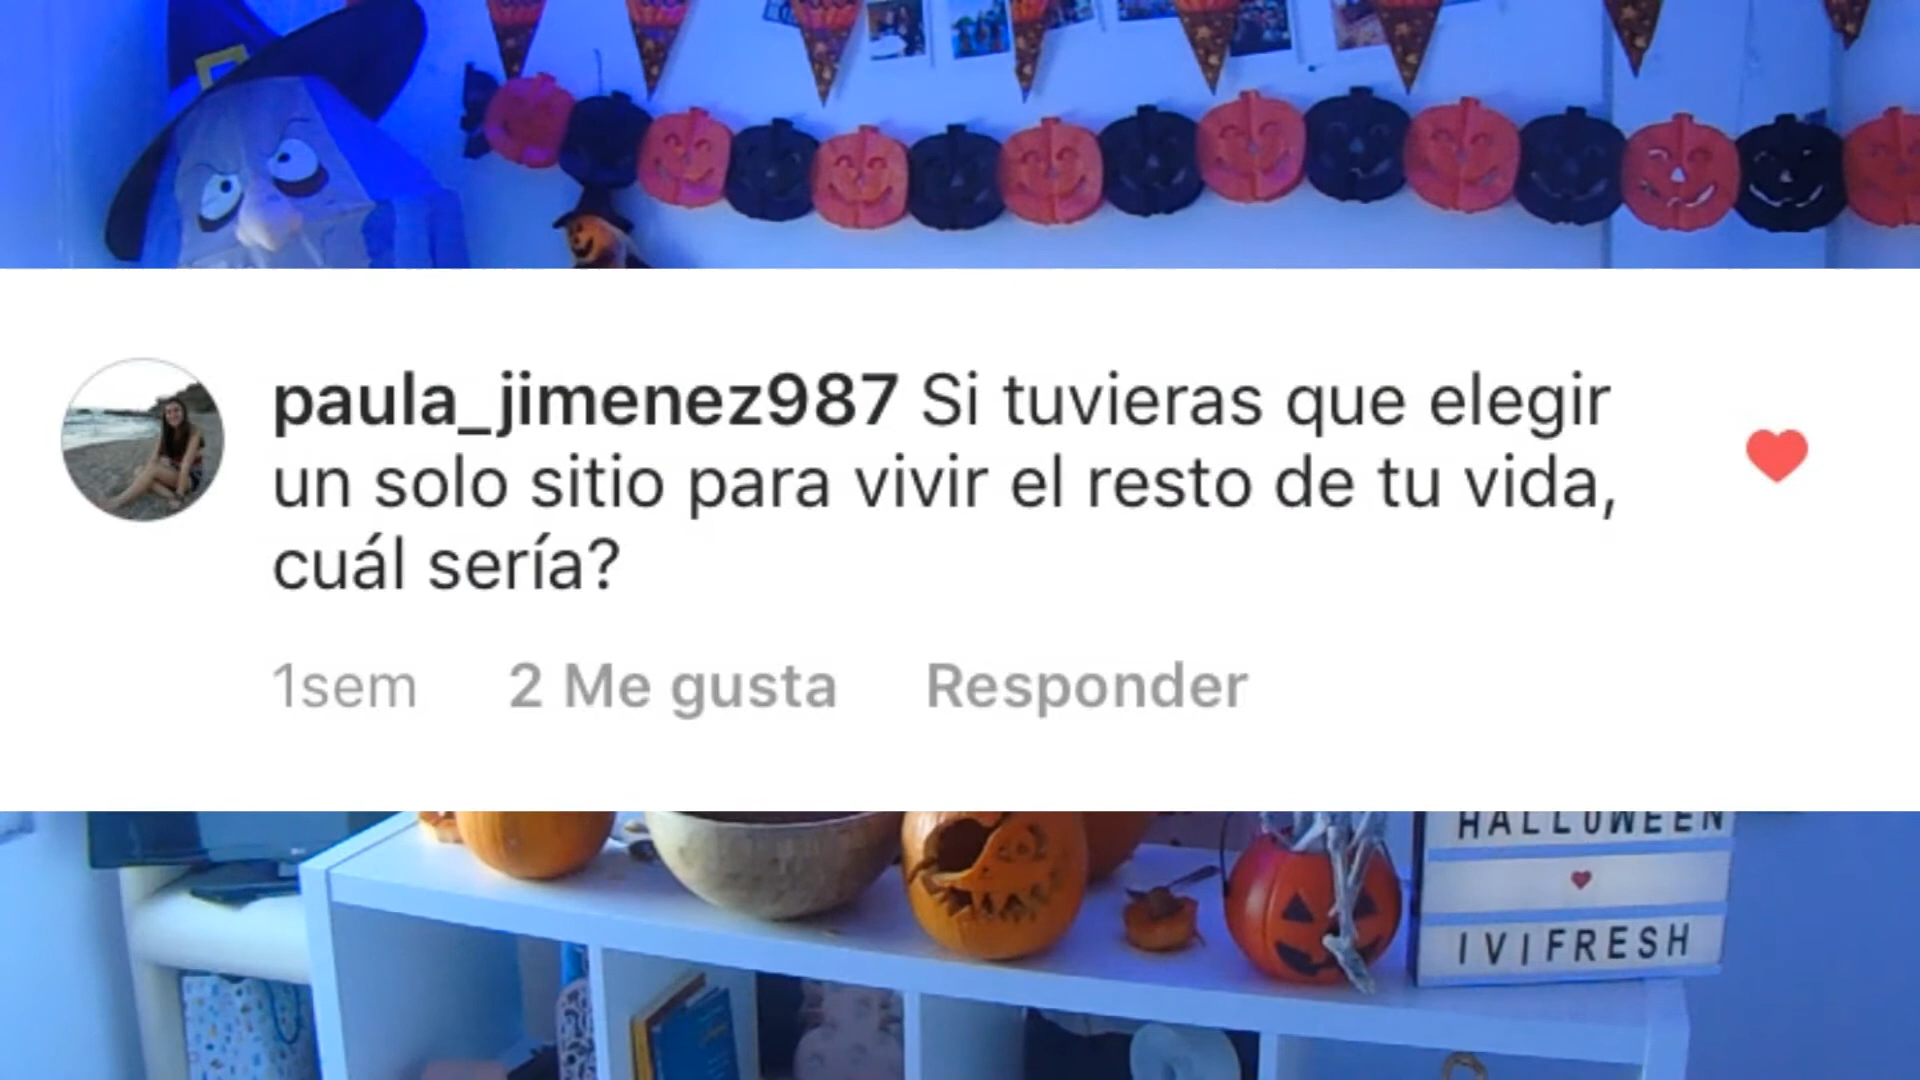 paula_jimenez987 Si tuvieras que elegir
un solo sitio para vivir el resto de tu vida,
cuál sería?
1sem 2 Me gusta Responder
HALLOWEEN
IVIFRESH